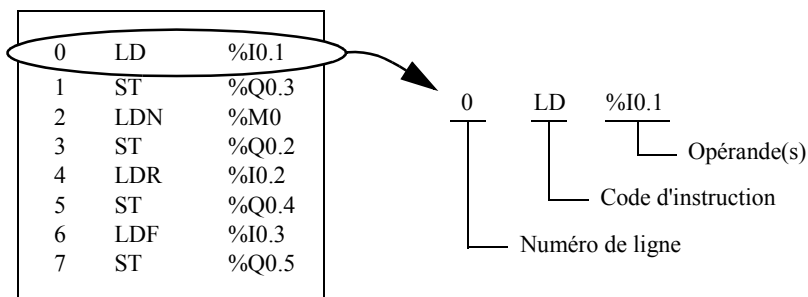 0 LD %I0.1
1 ST %Q0.3
2 LDN %M0
3 ST %Q0.2
4 LDR %I0.2
5 ST %Q0.4
6 LDF %I0.3
7 ST %Q0.5
0 LD %I0.1
Opérande(s)
Code d'instruction
Numéro de ligne